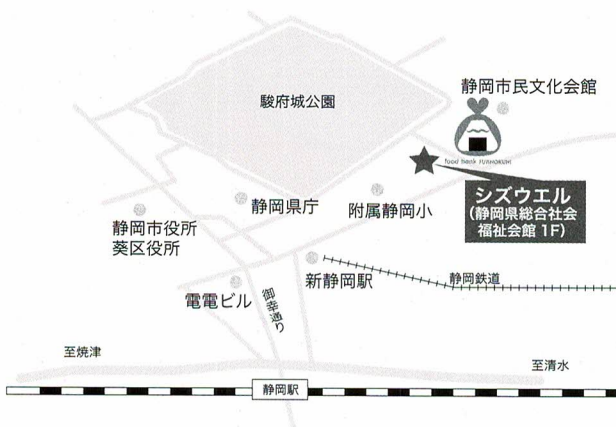 静岡市民文化会館
駿府城公園
food bank FUJINOKUNI
シズウエル
(静岡県総合社会
福祉会館 1F)
静岡県庁
附属静岡小
静岡市役所
葵区役所
新静岡駅
静岡鉄道
電電ビル
御幸通り
至焼津
至清水
静岡駅